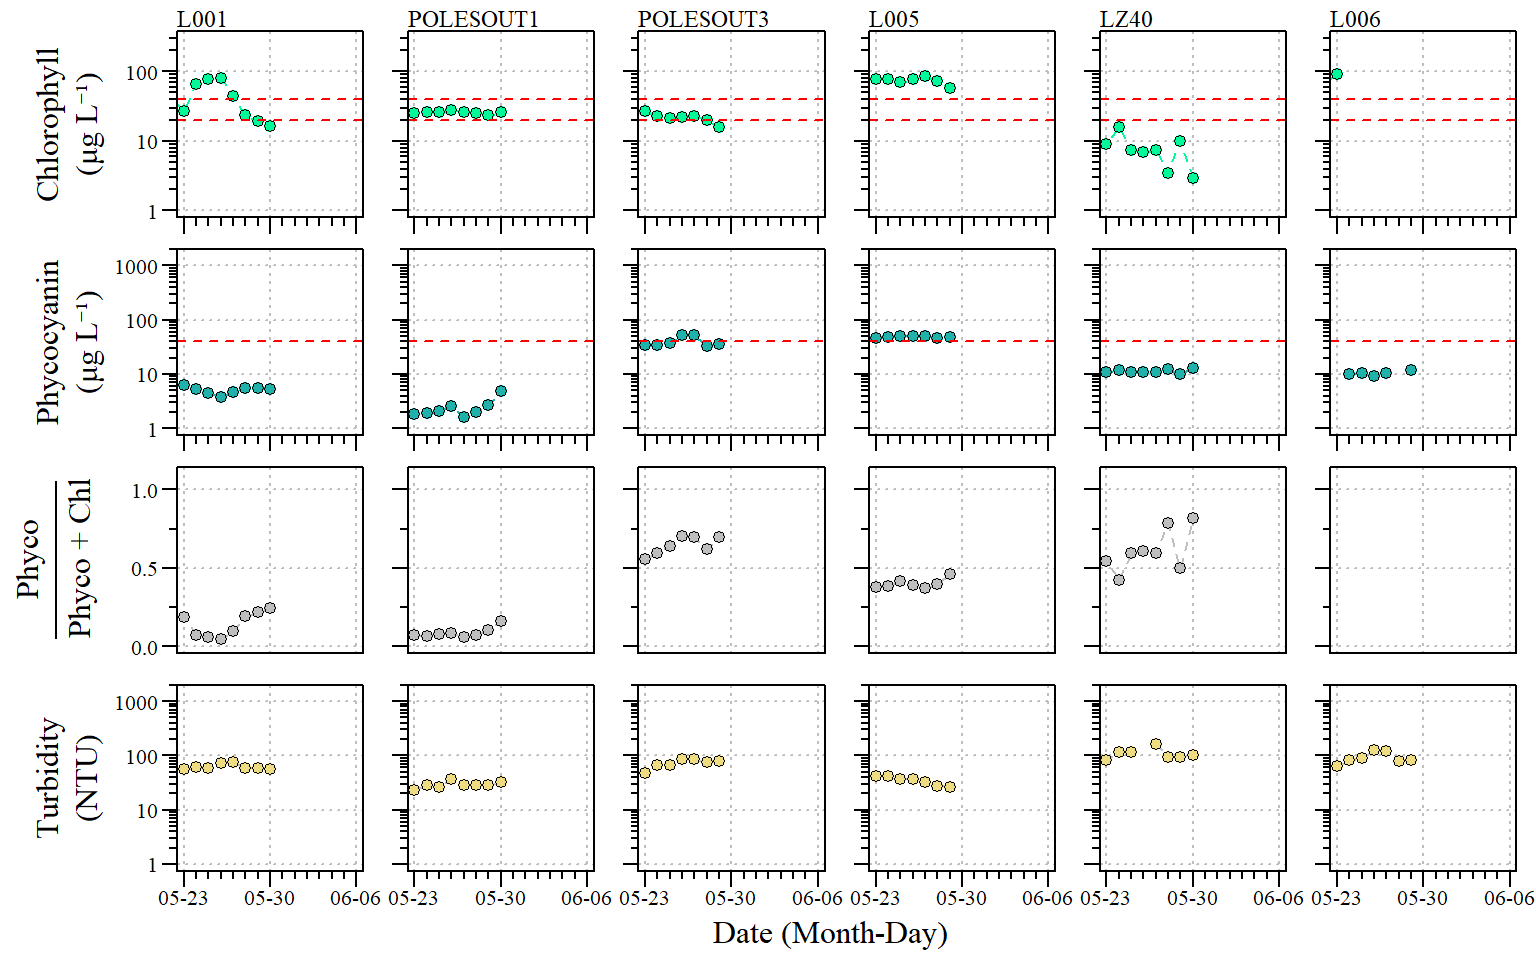 L001 POLESOUT1 POLESOUT3 L005 LZ40 L006
Chlorophyll
(µg L⁻¹)
100
10
1
Phycocyanin
(µg L⁻¹)
1000
100
10
1
Phyco
Phyco + Chl
1.0
0.5
0.0
Turbidity
(NTU)
1000
100
10
1
05-23 05-30 06-06 05-23 05-30 06-06 05-23 05-30 06-06 05-23 05-30 06-06 05-23 05-30 06-06 05-23 05-30 06-06
Date (Month-Day)